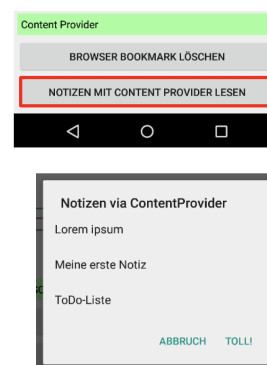 Content Provider
BROWSER BOOKMARK LÖSCHEN
NOTIZEN MIT CONTENT PROVIDER LESEN
Notizen via ContentProvider
Lorem ipsum
Meine erste Notiz
ToDo-Liste
ABBRUCH TOLL!